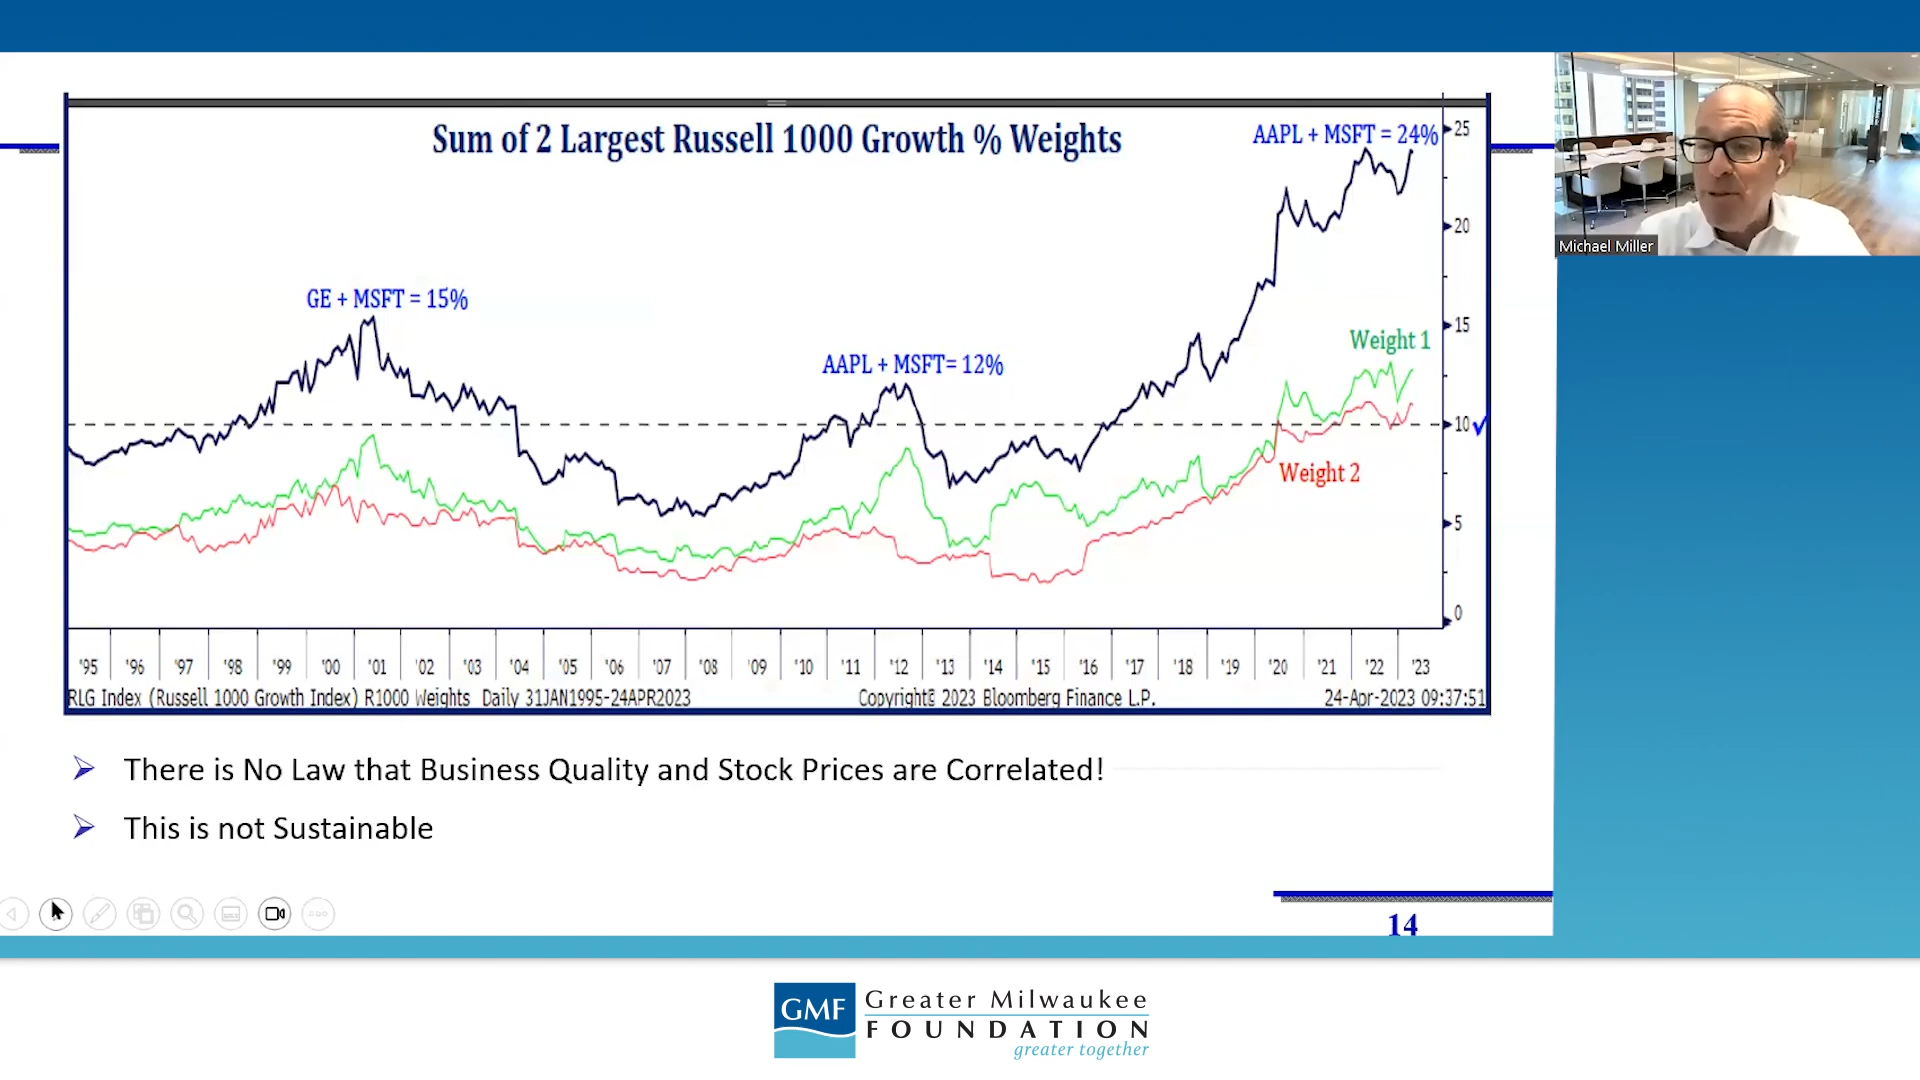 Sum of 2 Largest Russell 1000 Growth % Weights
AAPL + MSFT = 24%
GE + MSFT = 15%
AAPL + MSFT= 12%
Weight 1
Weight 2
25
20
15
10
5
0
'95 '96 '97 '98 '99 '00 '01 '02 '03 '04 '05 '06 '07 '08 '09 '10 '11 '12 '13 '14 '15 '16 '17 '18 '19 '20 '21 '22 '23
RLG Index (Russell 1000 Growth Index) R1000 Weights Daily 31JAN1995-24APR2023 Copyright© 2023 Bloomberg Finance L.P. 24-Apr-2023 09:37:51
Michael Miller
There is No Law that Business Quality and Stock Prices are Correlated!
This is not Sustainable
14
GMF
Greater Milwaukee
FOUNDATION
greater together